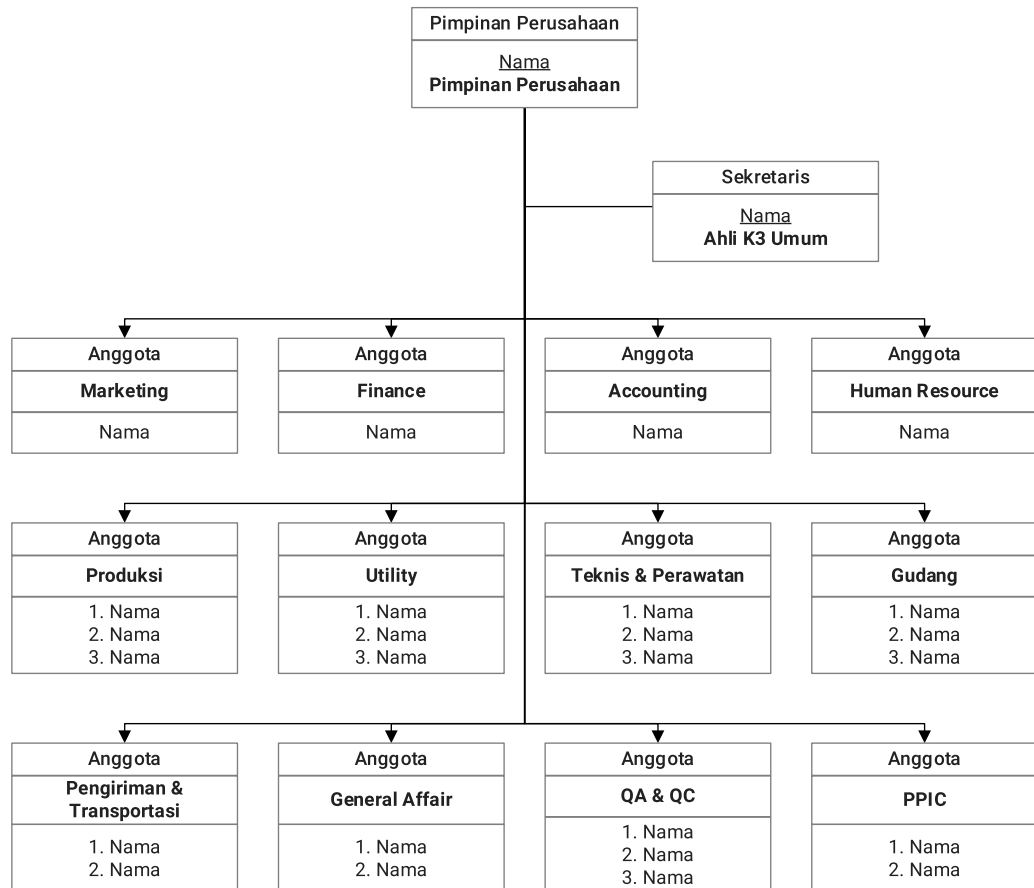 Pimpinan Perusahaan
Nama
Pimpinan Perusahaan
Sekretaris
Nama
Ahli K3 Umum
Anggota
Marketing
Nama
Anggota
Finance
Nama
Anggota
Accounting
Nama
Anggota
Human Resource
Nama
Anggota
Produksi
1. Nama
2. Nama
3. Nama
Anggota
Utility
1. Nama
2. Nama
3. Nama
Anggota
Teknis & Perawatan
1. Nama
2. Nama
3. Nama
Anggota
Gudang
1. Nama
2. Nama
3. Nama
Anggota
Pengiriman &
Transportasi
1. Nama
2. Nama
Anggota
General Affair
1. Nama
2. Nama
Anggota
QA & QC
1. Nama
2. Nama
3. Nama
Anggota
PPIC
1. Nama
2. Nama